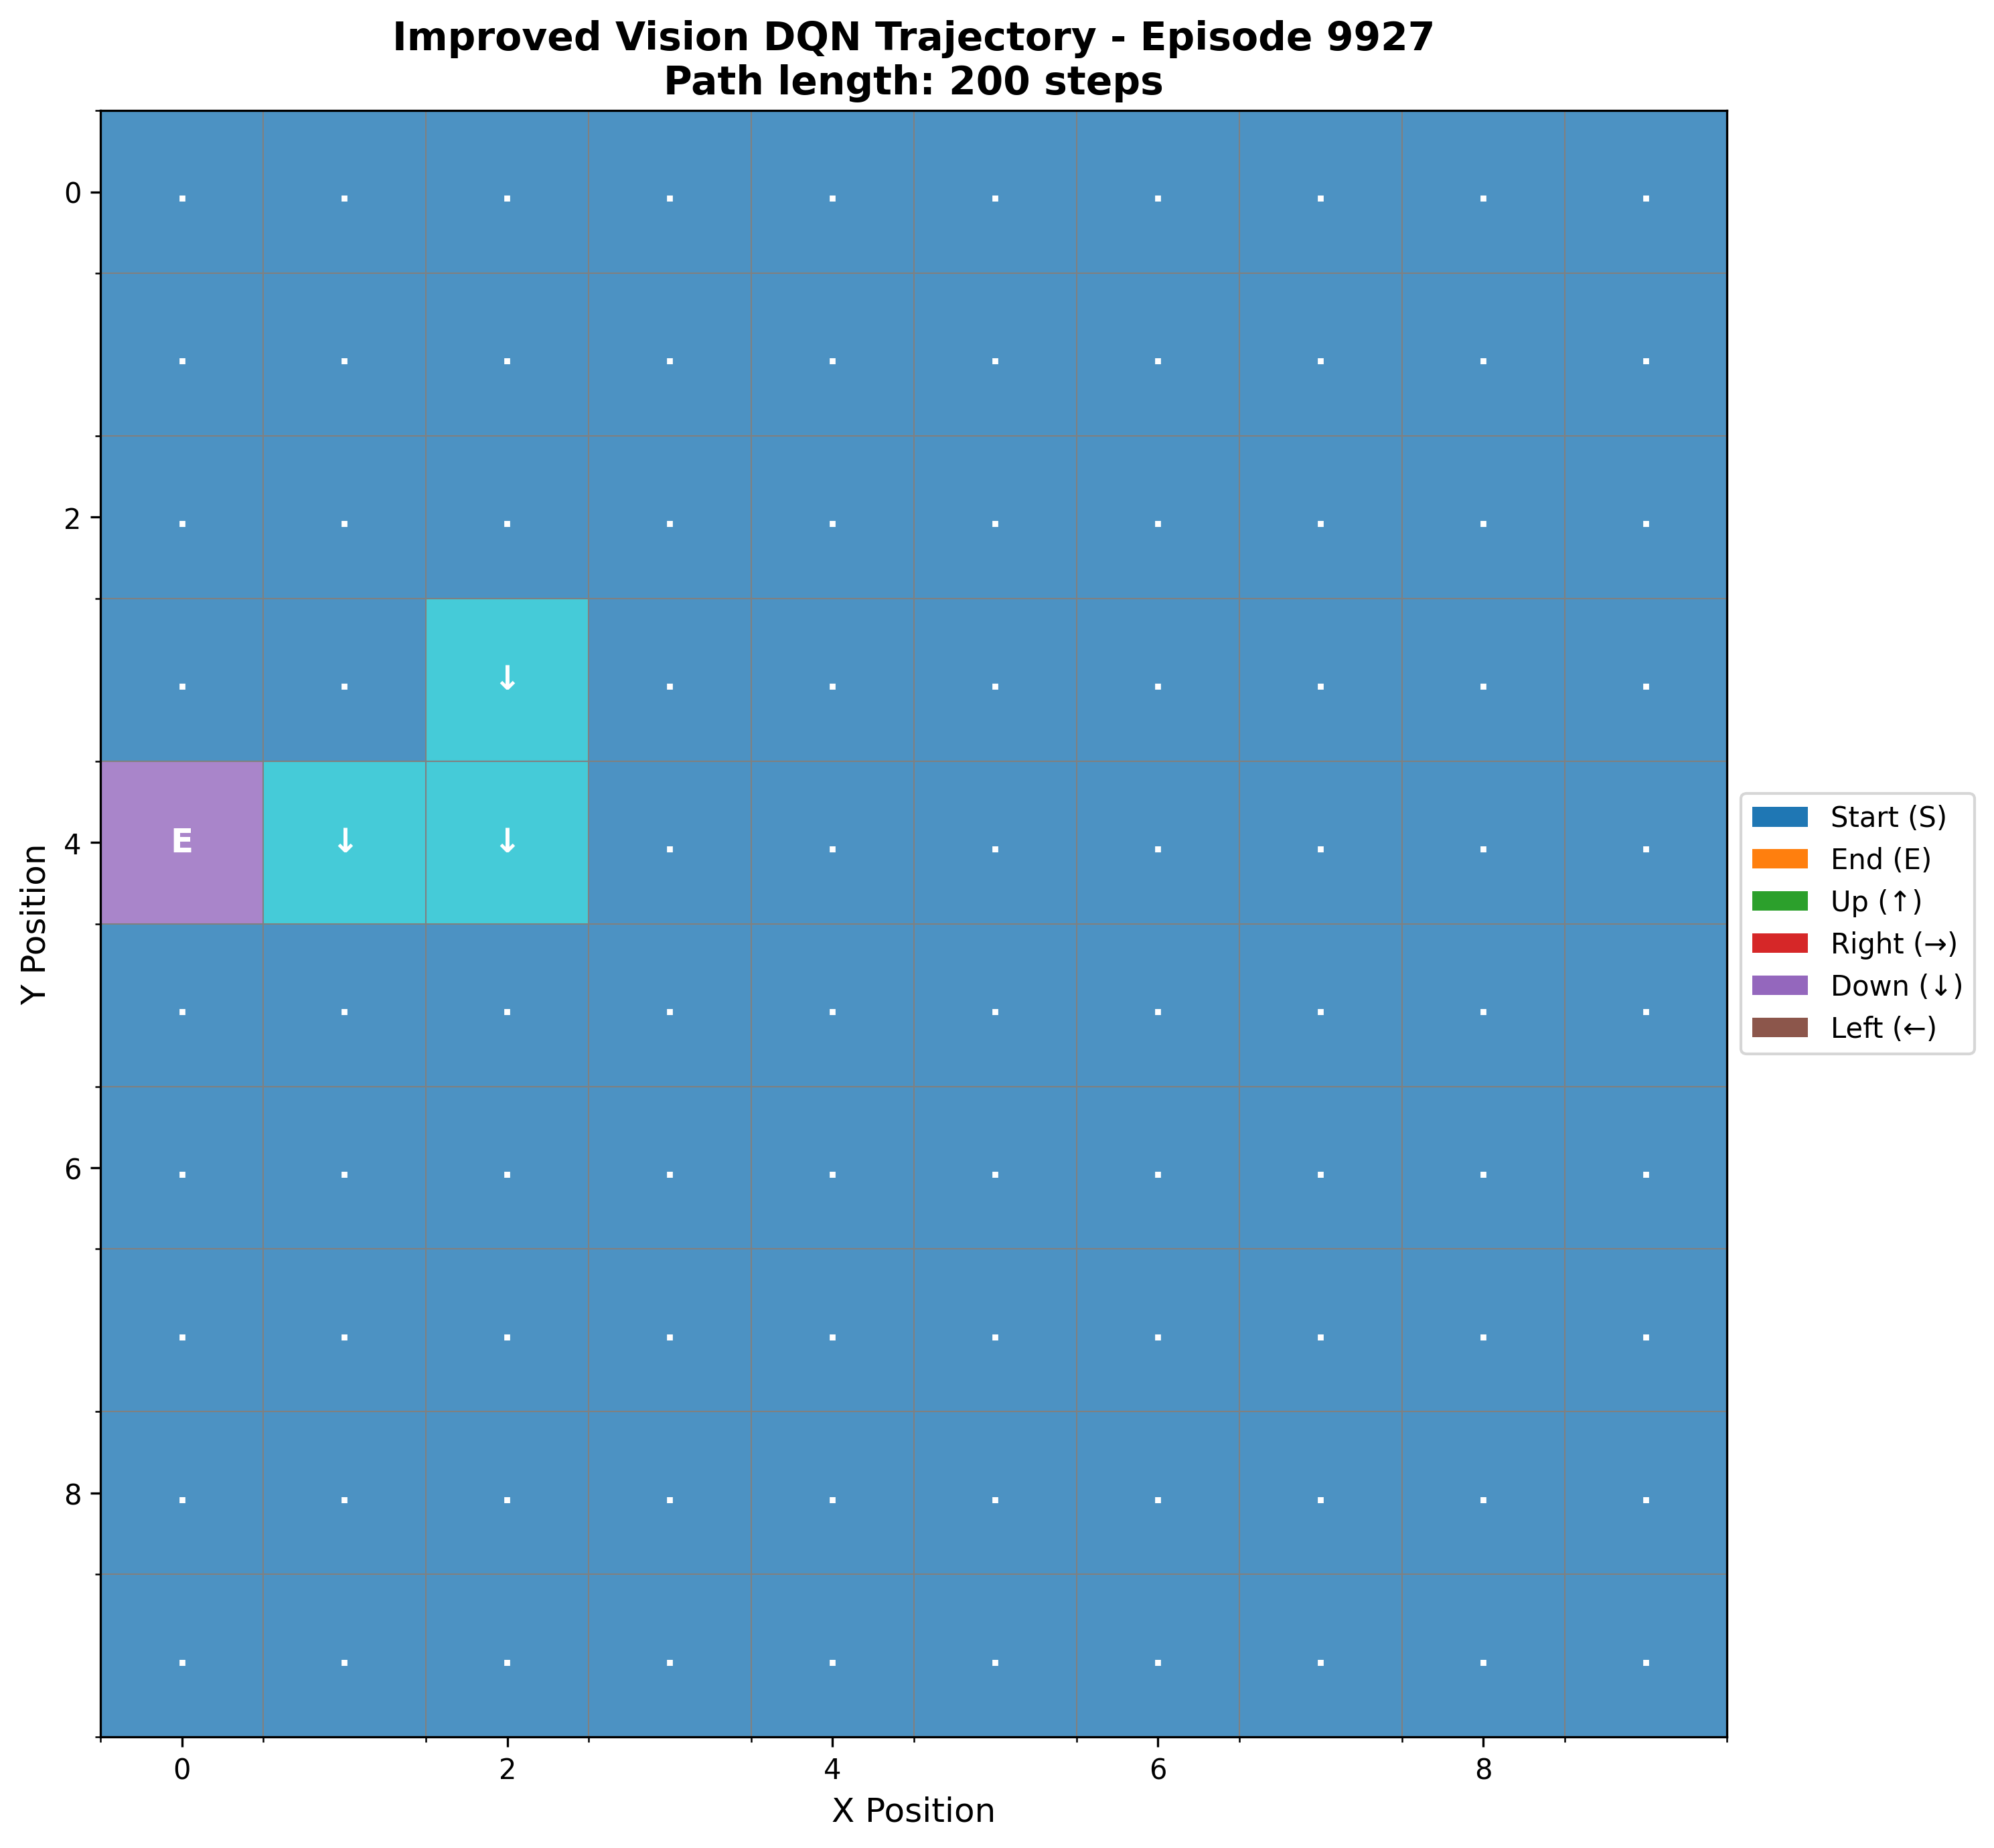 Improved Vision DQN Trajectory - Episode 9927
Path length: 200 steps
0
. . . . . . . . . .
. . . . . . . . . .
2
. . . . . . . . . .
. . ↓ . . . . . . .
4
E ↓ ↓ . . . . . . .
. . . . . . . . . .
6
. . . . . . . . . .
. . . . . . . . . .
8
. . . . . . . . . .
. . . . . . . . . .
Y Position
0 2 4 6 8
X Position
Start (S)
End (E)
Up (↑)
Right (→)
Down (↓)
Left (←)